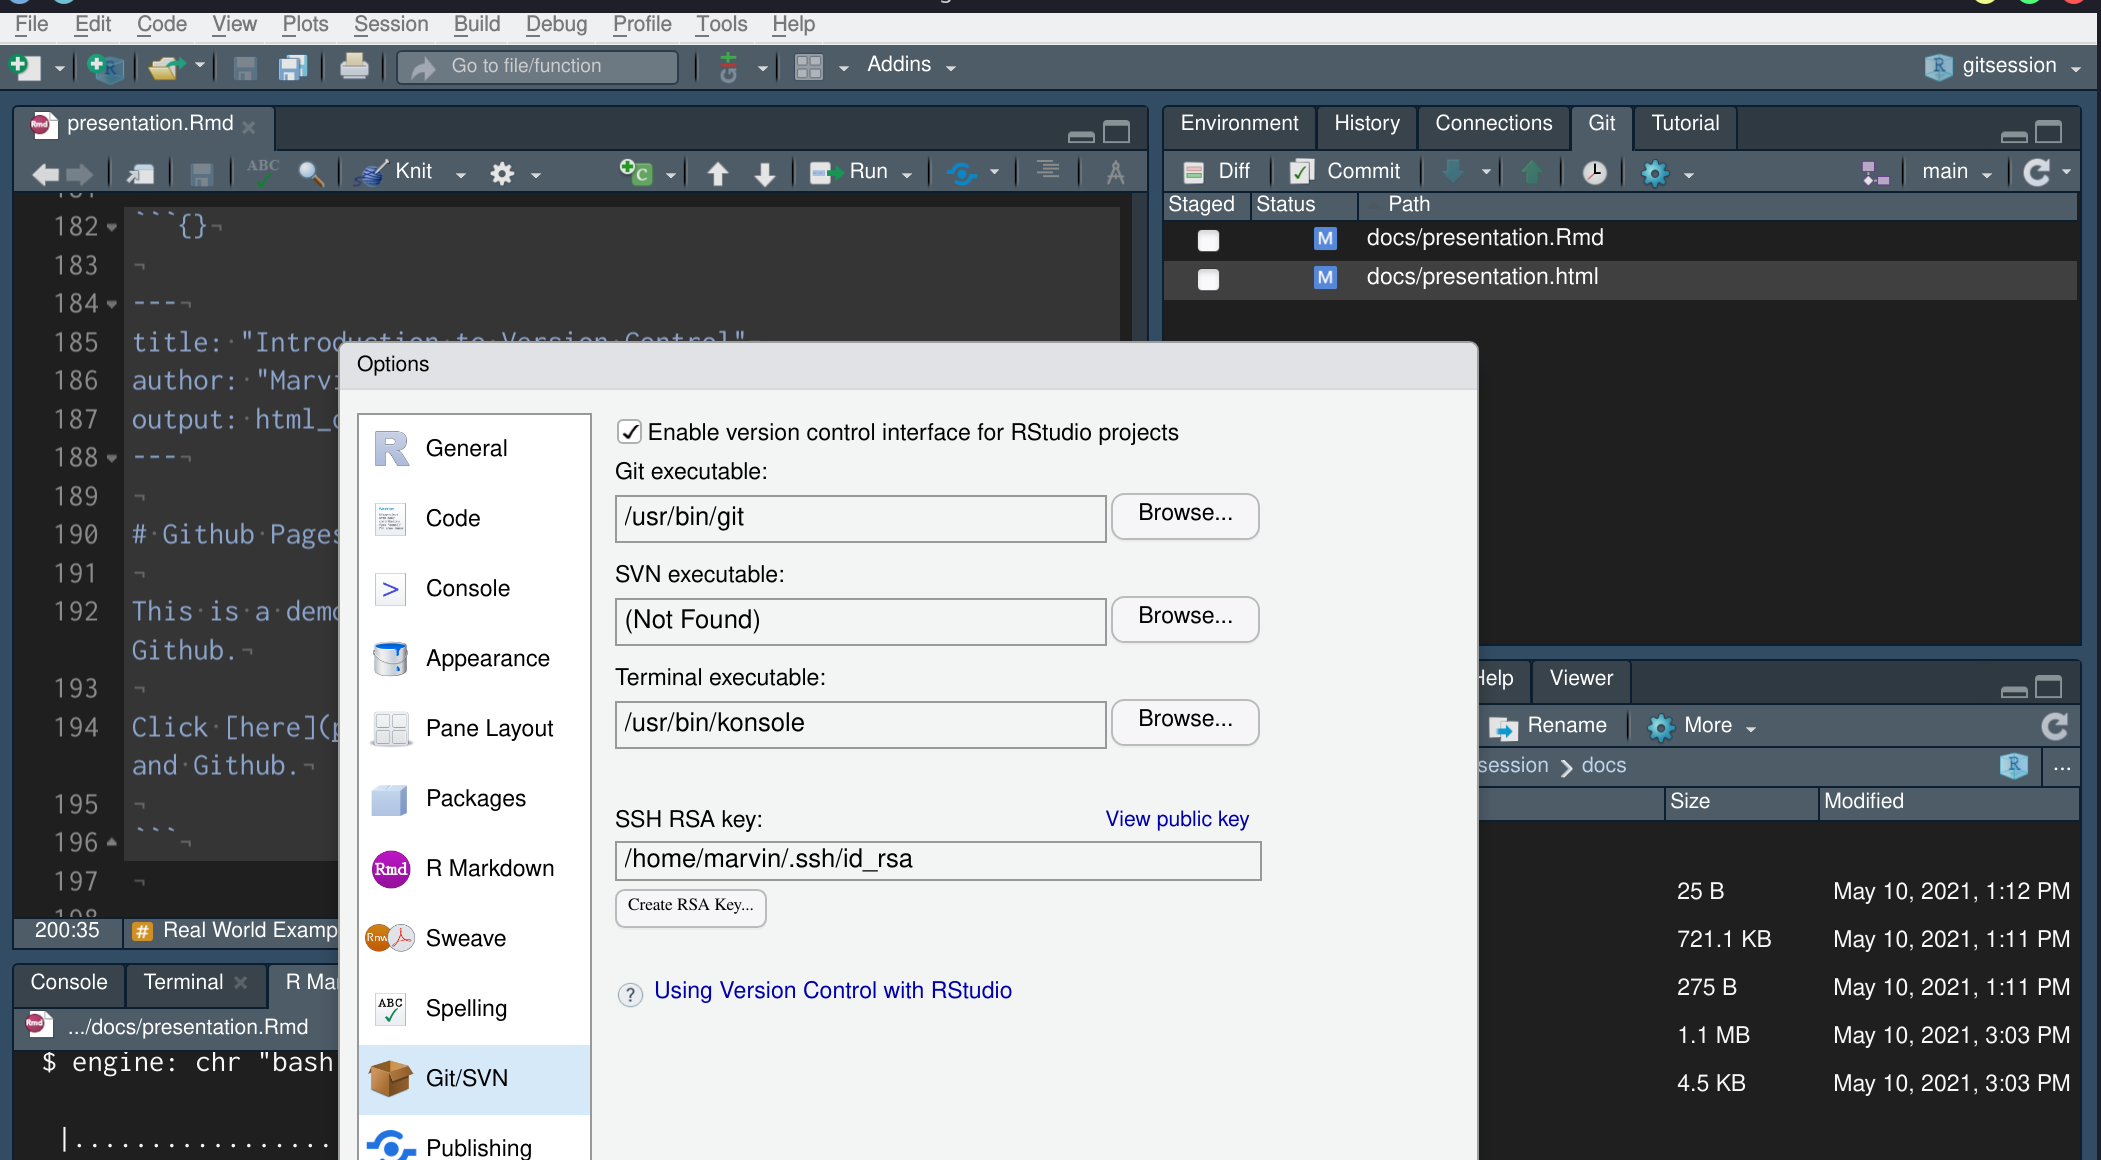 File Edit Code View Plots Session Build Debug Profile Tools Help
Go to file/function
Addins
gitsession
presentation.Rmd
ABC
Knit
Run
182 ```{}¬
183 ¬
184 ---¬
185 title: "Introduction to Version Control"¬
186 author: "Marvi
187 output: html_
188 ---¬
189 ¬
190 # Github Pages
191 ¬
192 This is a demo
Github.¬
193 ¬
194 Click [here](
and Github.¬
195 ¬
196 ```¬
197 ¬
198
200:35 # Real World Examp
Console Terminal R Mar
.../docs/presentation.Rmd
$ engine: chr "bash
|.................
Environment History Connections Git Tutorial
Diff Commit main
Staged Status Path
M docs/presentation.Rmd
M docs/presentation.html
Options
General
Code
> Console
Appearance
Pane Layout
Packages
Rmd R Markdown
Rnw Sweave
ABC Spelling
Git/SVN
Publishing
Enable version control interface for RStudio projects
Git executable:
/usr/bin/git Browse...
SVN executable:
(Not Found) Browse...
Terminal executable:
/usr/bin/konsole Browse...
SSH RSA key: View public key
/home/marvin/.ssh/id_rsa
Create RSA Key...
? Using Version Control with RStudio
Help Viewer
Rename More
session docs ...
Size Modified
25 B May 10, 2021, 1:12 PM
721.1 KB May 10, 2021, 1:11 PM
275 B May 10, 2021, 1:11 PM
1.1 MB May 10, 2021, 3:03 PM
4.5 KB May 10, 2021, 3:03 PM